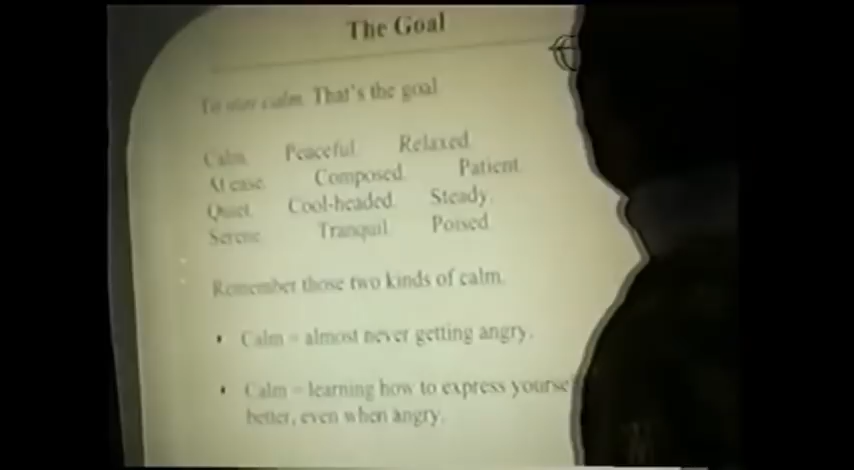 The Goal
To stay calm. That's the goal.
Calm. Peaceful. Relaxed.
At ease. Composed. Patient.
Quiet. Cool-headed. Steady.
Serene. Tranquil. Poised.
Remember those two kinds of calm.
• Calm = almost never getting angry.
• Calm = learning how to express yourse
better, even when angry.